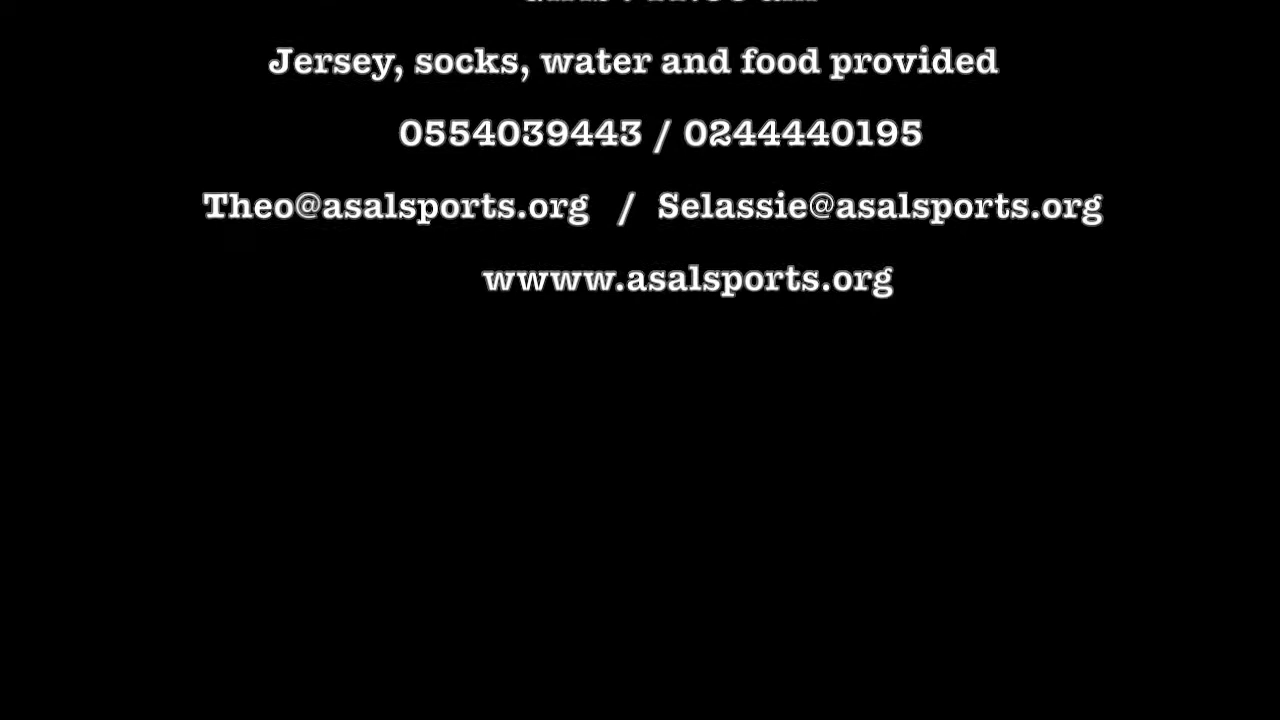 Jersey, socks, water and food provided
0554039443 / 0244440195
Theo@asalsports.org / Selassie@asalsports.org
wwww.asalsports.org